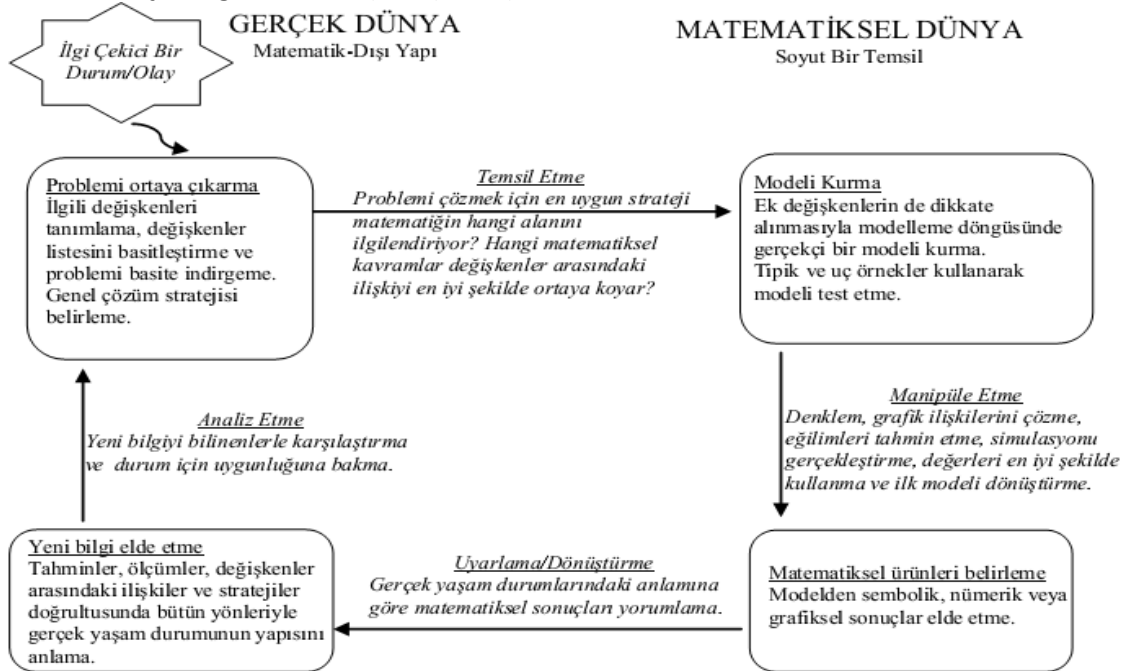 GERÇEK DÜNYA
Matematik-Dışı Yapı
MATEMATİKSEL DÜNYA
Soyut Bir Temsil
İlgi Çekici Bir
Durum/Olay
Problemi ortaya çıkarma
İlgili değişkenleri
tanımlama, değişkenler
listesini basitleştirme ve
problemi basite indirgeme.
Genel çözüm stratejisi
belirleme.
Temsil Etme
Problemi çözmek için en uygun strateji
matematiğin hangi alanını
ilgilendiriyor? Hangi matematiksel
kavramlar değişkenler arasındaki
ilişkiyi en iyi şekilde ortaya koyar?
Modeli Kurma
Ek değişkenlerin de dikkate
alınmasıyla modelleme döngüsünde
gerçekçi bir modeli kurma.
Tipik ve uç örnekler kullanarak
modeli test etme.
Analiz Etme
Yeni bilgiyi bilinenlerle karşılaştırma
ve durum için uygunluğuna bakma.
Manipüle Etme
Denklem, grafik ilişkilerini çözme,
eğilimleri tahmin etme, simulasyonu
gerçekleştirme, değerleri en iyi şekilde
kullanma ve ilk modeli dönüştürme.
Yeni bilgi elde etme
Tahminler, ölçümler, değişkenler
arasındaki ilişkiler ve stratejiler
doğrultusunda bütün yönleriyle
gerçek yaşam durumunun yapısını
anlama.
Uyarlama/Dönüştürme
Gerçek yaşam durumlarındaki anlamına
göre matematiksel sonuçları yorumlama.
Matematiksel ürünleri belirleme
Modelden sembolik, nümerik veya
grafiksel sonuçlar elde etme.